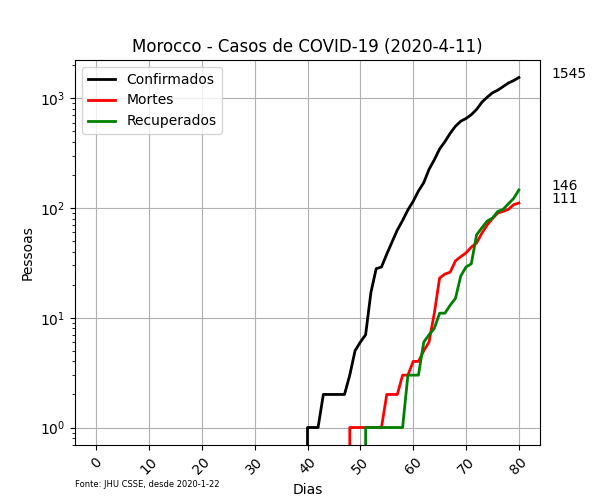 Morocco - Casos de COVID-19 (2020-4-11)
Confirmados
Mortes
Recuperados
1545
146
111
10³
10²
10¹
10⁰
Pessoas
0 10 20 30 40 50 60 70 80
Dias
Fonte: JHU CSSE, desde 2020-1-22